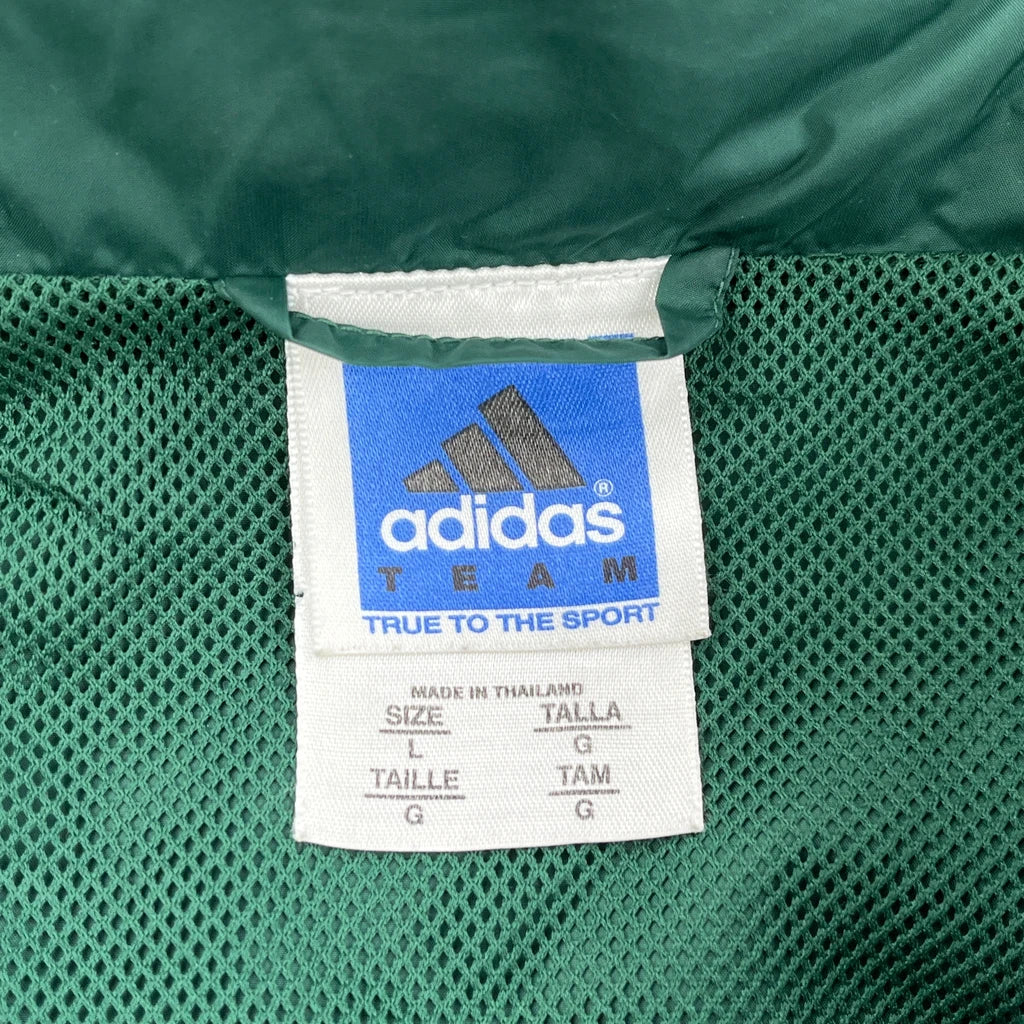 adidas®
TEAM
TRUE TO THE SPORT
MADE IN THAILAND
SIZE TALLA
L G
TAILLE TAM
G G